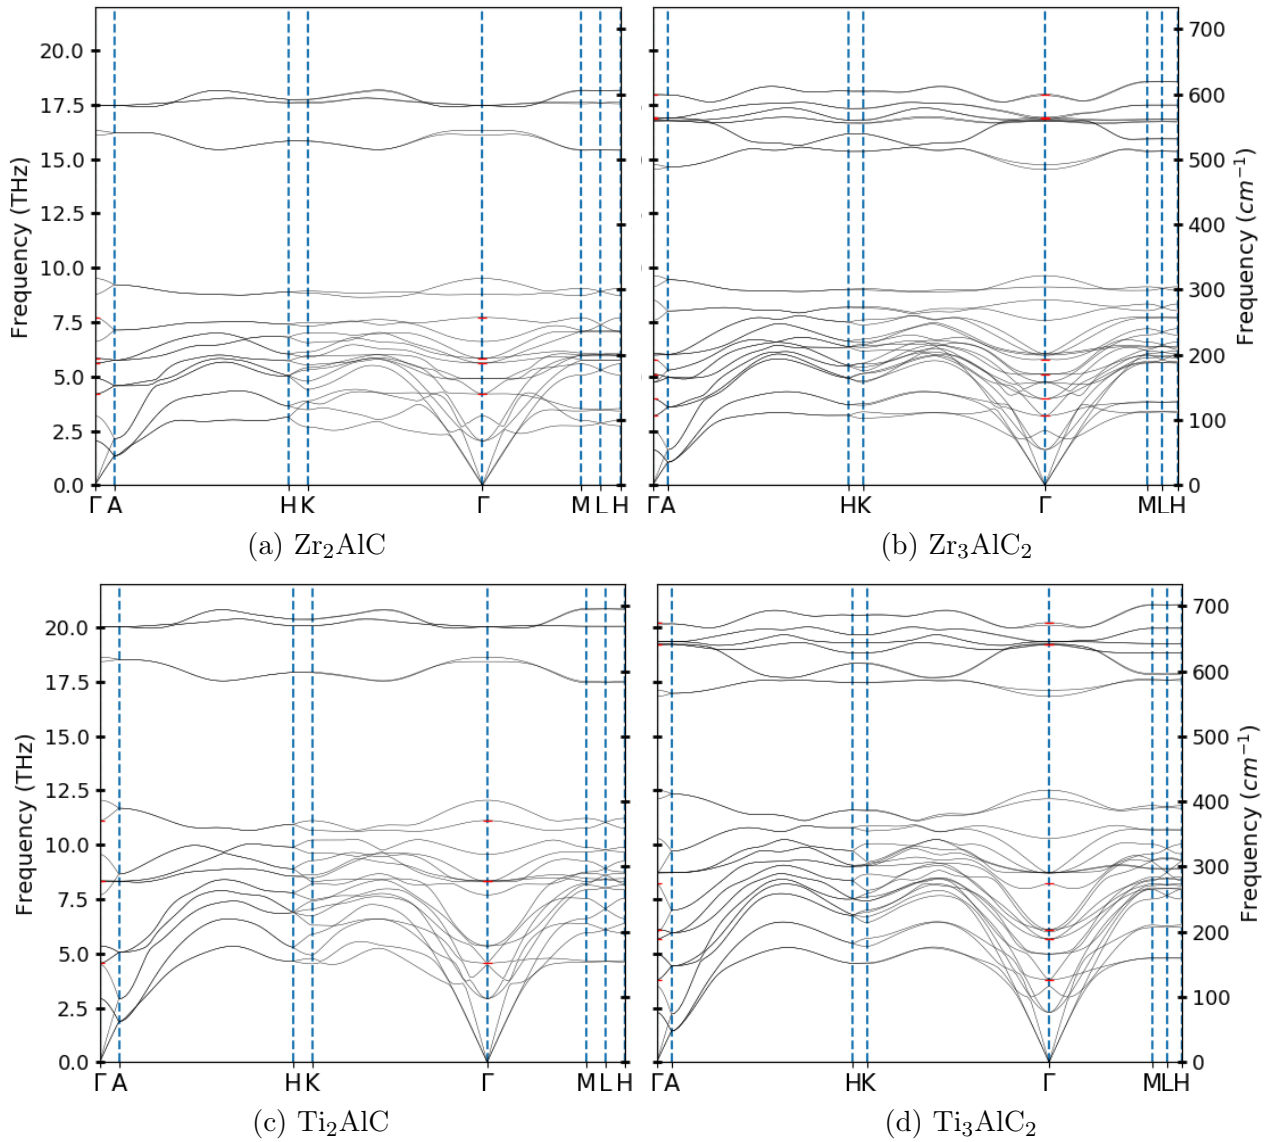 Frequency (THz)
20.0
17.5
15.0
12.5
10.0
7.5
5.0
2.5
0.0
Γ A H K Γ M L H
(a) Zr₂AlC
700
600
500
400
300
200
100
0
Frequency (cm⁻¹)
Γ A H K Γ M L H
(b) Zr₃AlC₂
Frequency (THz)
20.0
17.5
15.0
12.5
10.0
7.5
5.0
2.5
0.0
Γ A H K Γ M L H
(c) Ti₂AlC
700
600
500
400
300
200
100
0
Frequency (cm⁻¹)
Γ A H K Γ M L H
(d) Ti₃AlC₂